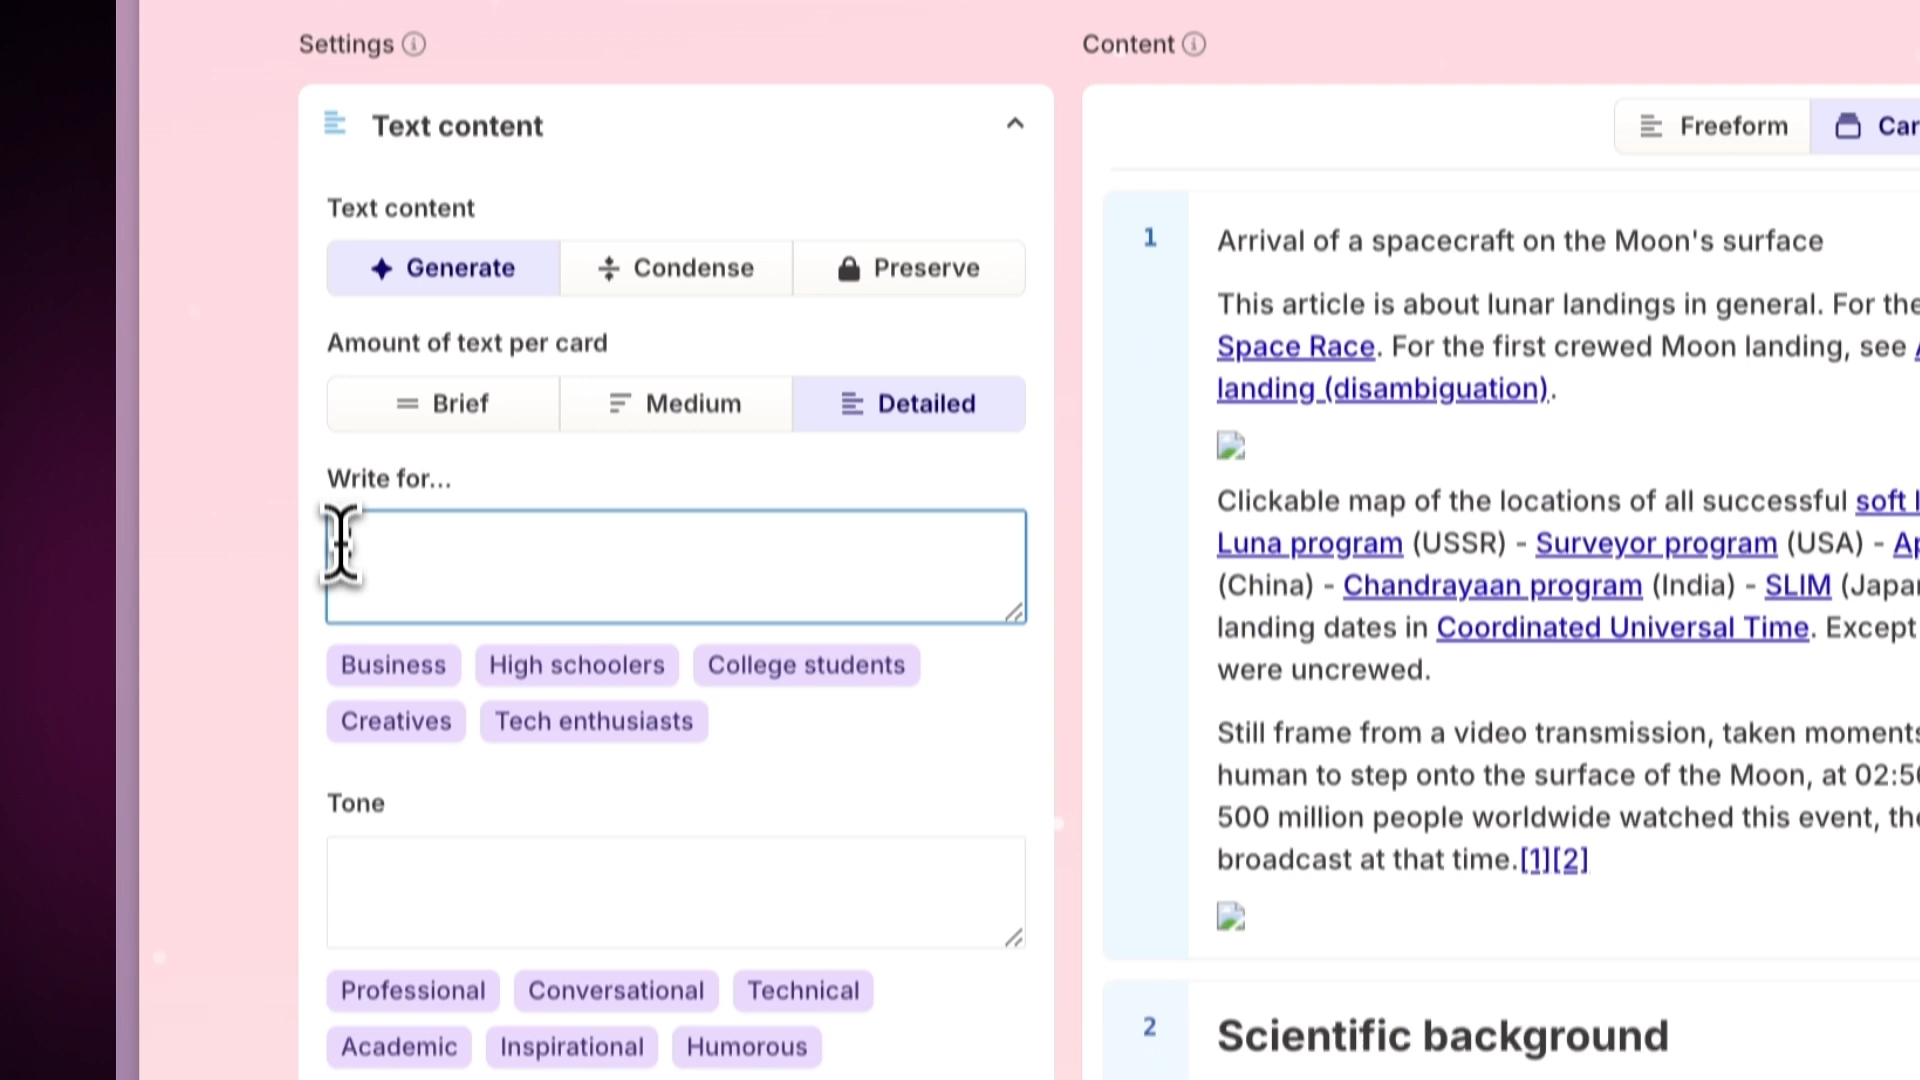 Settings
Text content
Text content
Generate
Condense
Preserve
Amount of text per card
Brief
Medium
Detailed
Write for...
Business
High schoolers
College students
Creatives
Tech enthusiasts
Tone
Professional
Conversational
Technical
Academic
Inspirational
Humorous
Content
Freeform
1
Arrival of a spacecraft on the Moon's surface
This article is about lunar landings in general. For the
Space Race. For the first crewed Moon landing, see
landing (disambiguation).
Clickable map of the locations of all successful soft
Luna program (USSR) - Surveyor program (USA) -
(China) - Chandrayaan program (India) - SLIM
landing dates in Coordinated Universal Time. Except
were uncrewed.
Still frame from a video transmission, taken moments
human to step onto the surface of the Moon, at
500 million people worldwide watched this event,
broadcast at that time.[1][2]
2
Scientific background